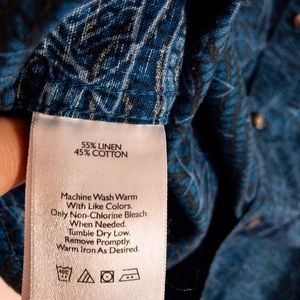 55% LINEN
45% COTTON
Machine Wash Warm
With Like Colors.
Only Non-Chlorine Bleach
When Needed.
Tumble Dry Low.
Remove Promptly.
Warm Iron As Desired.